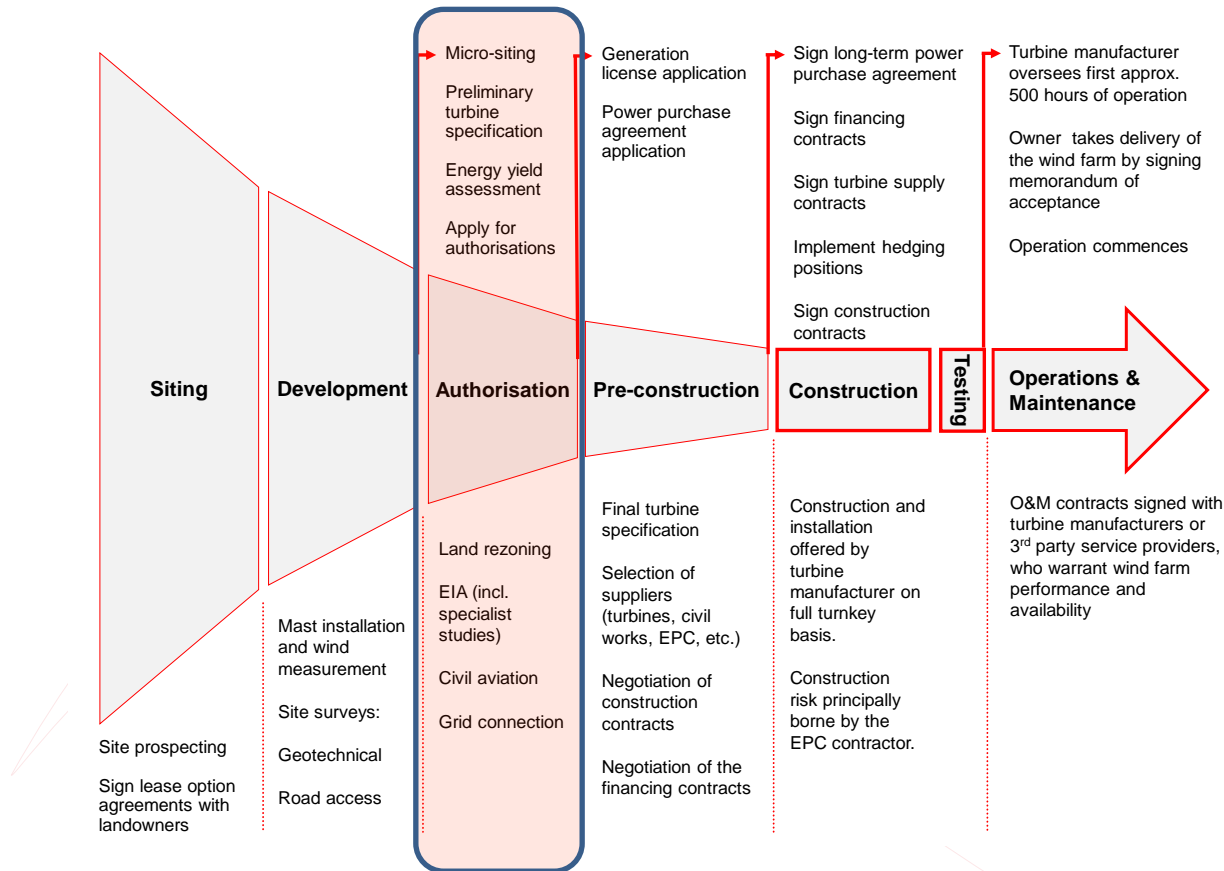 Micro-siting
Preliminary
turbine
specification
Energy yield
assessment
Apply for
authorisations
Generation
license application
Power purchase
agreement
application
Sign long-term power
purchase agreement
Sign financing
contracts
Sign turbine supply
contracts
Implement hedging
positions
Sign construction
contracts
Turbine manufacturer
oversees first approx.
500 hours of operation
Owner takes delivery of
the wind farm by signing
memorandum of
acceptance
Operation commences
Siting
Development
Authorisation
Pre-construction
Construction
Testing
Operations &
Maintenance
Site prospecting
Sign lease option
agreements with
landowners
Mast installation
and wind
measurement
Site surveys:
Geotechnical
Road access
Land rezoning
EIA (incl.
specialist
studies)
Civil aviation
Grid connection
Final turbine
specification
Selection of
suppliers
(turbines, civil
works, EPC, etc.)
Negotiation of
construction
contracts
Negotiation of the
financing contracts
Construction and
installation
offered by
turbine
manufacturer on
full turnkey
basis.
Construction
risk principally
borne by the
EPC contractor.
O&M contracts signed with
turbine manufacturers or
3rd party service providers,
who warrant wind farm
performance and
availability